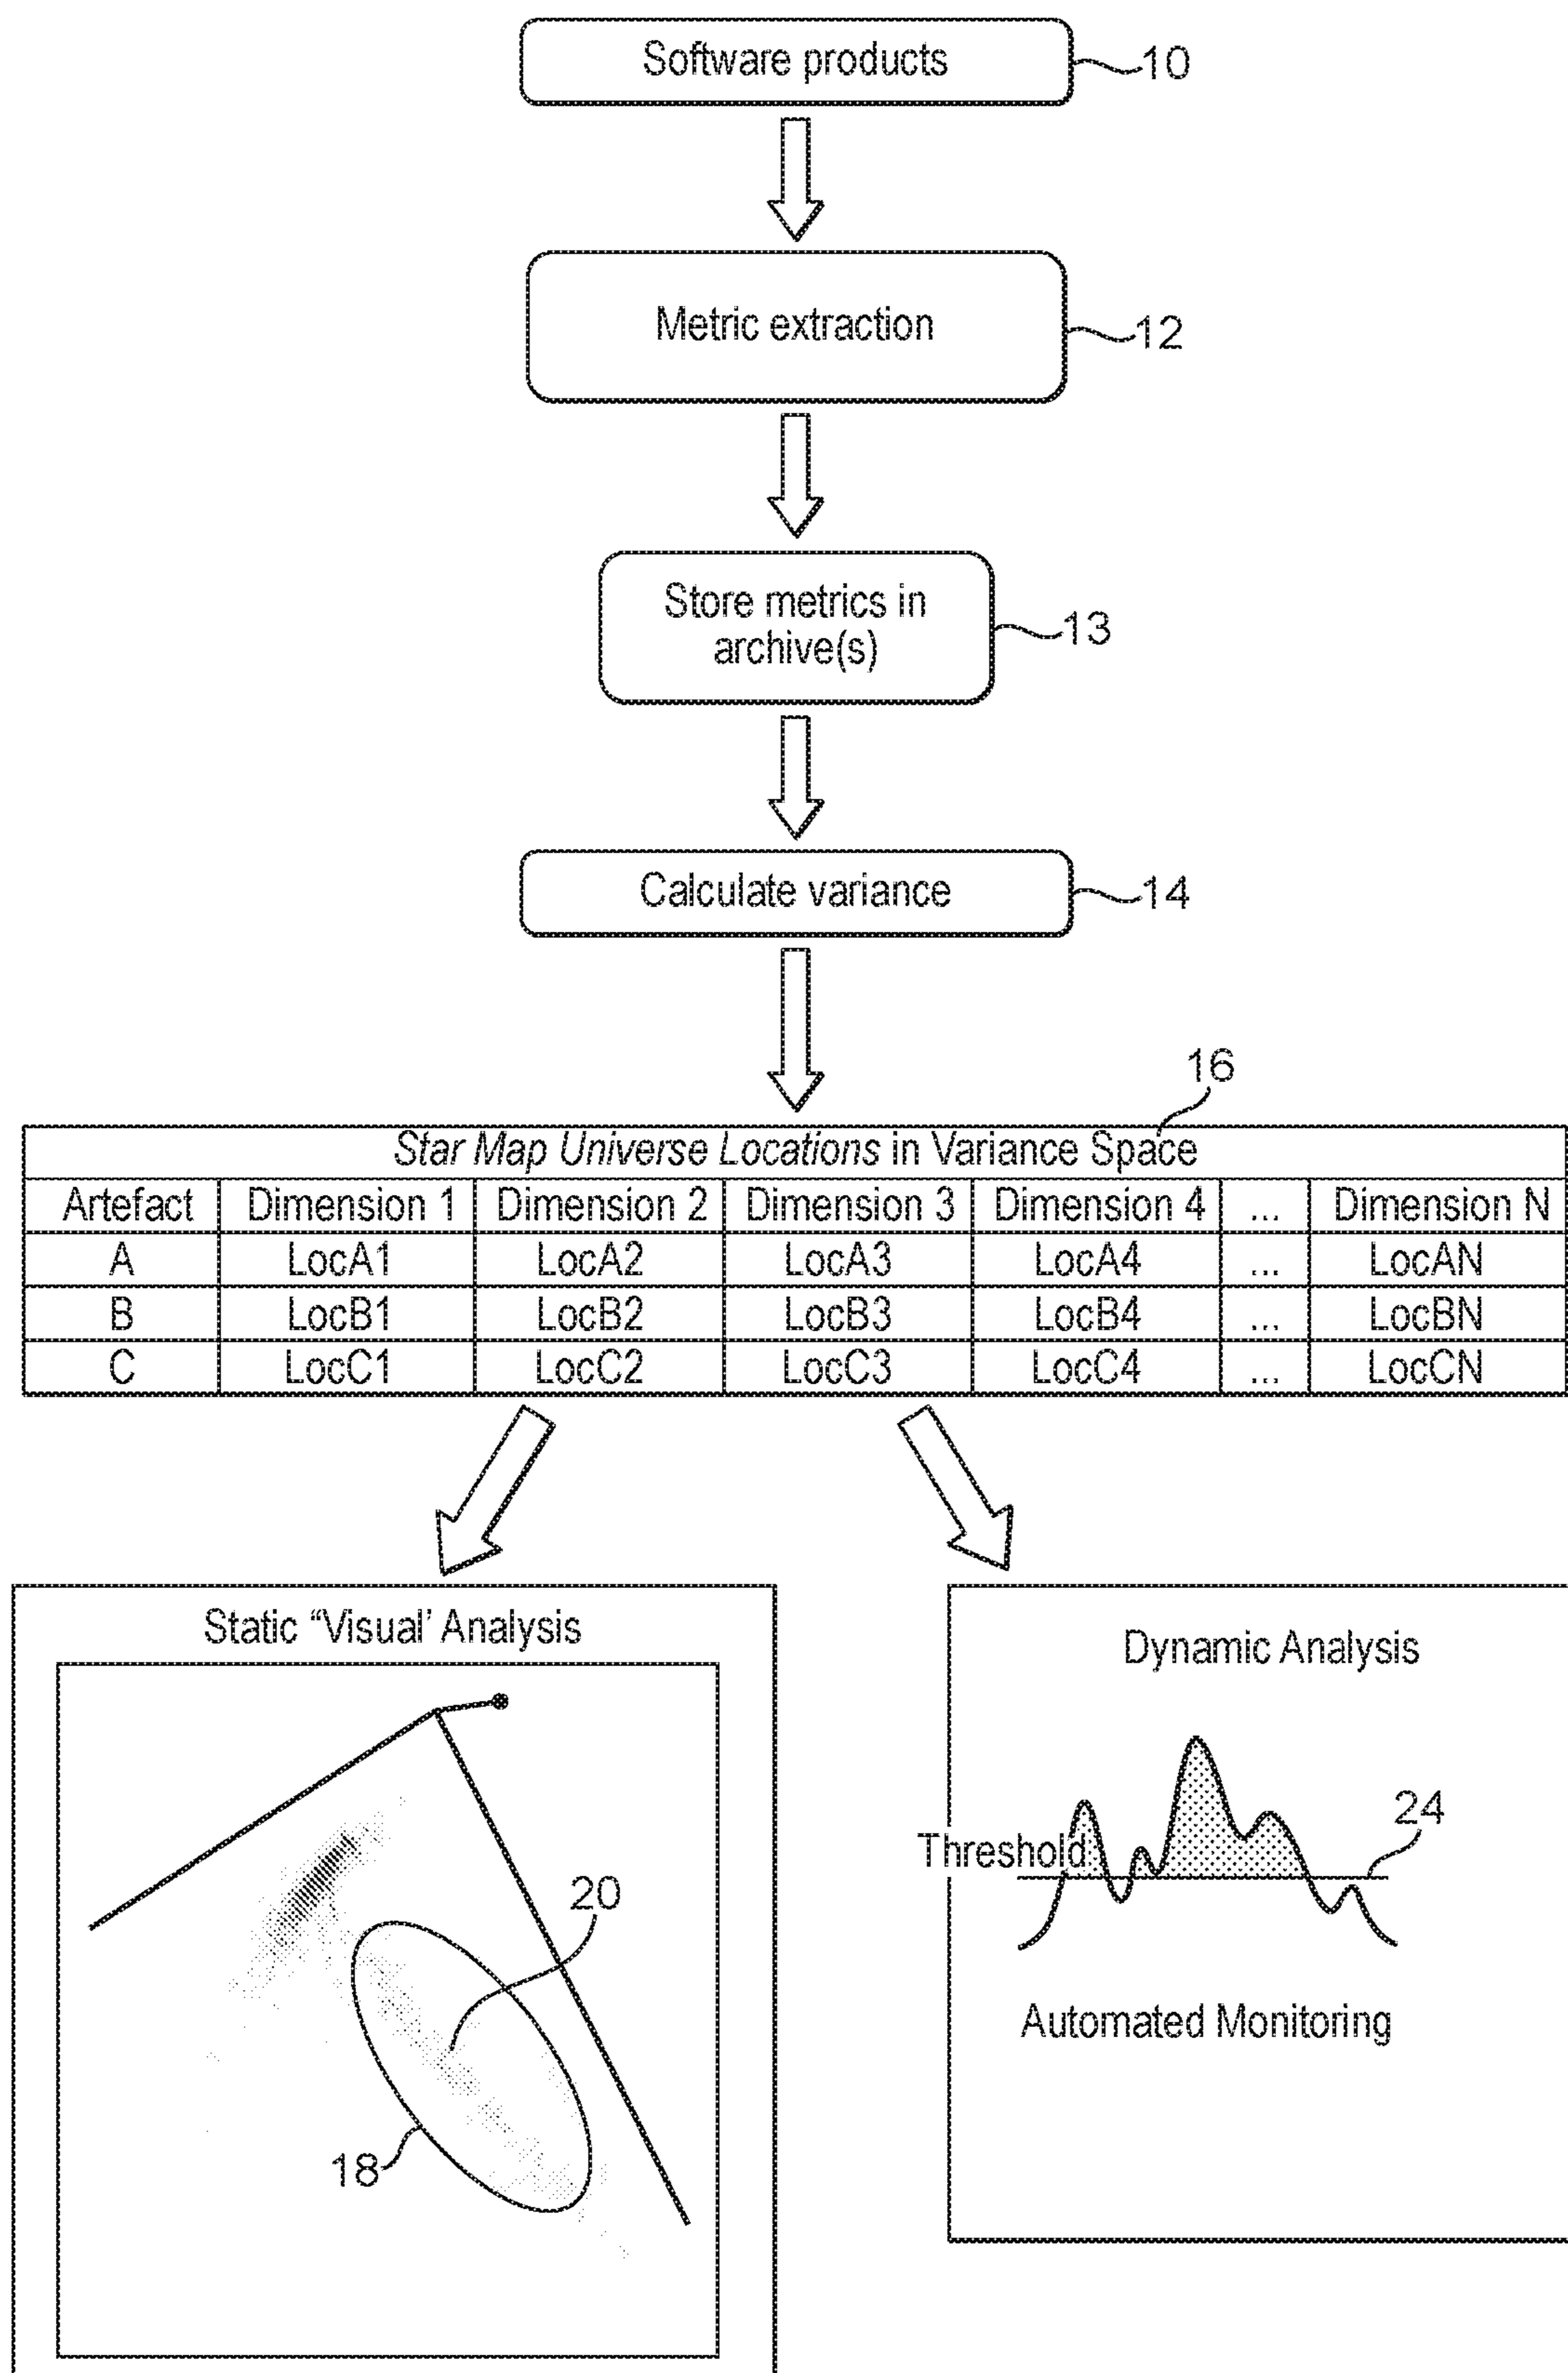 Software products
10
Metric extraction
12
Store metrics in
archive(s)
13
Calculate variance
14
16
Star Map Universe Locations in Variance Space
Artefact Dimension 1 Dimension 2 Dimension 3 Dimension 4 ... Dimension N
A LocA1 LocA2 LocA3 LocA4 ... LocAN
B LocB1 LocB2 LocB3 LocB4 ... LocBN
C LocC1 LocC2 LocC3 LocC4 ... LocCN
Static “Visual’ Analysis
20
18
Dynamic Analysis
Threshold
24
Automated Monitoring